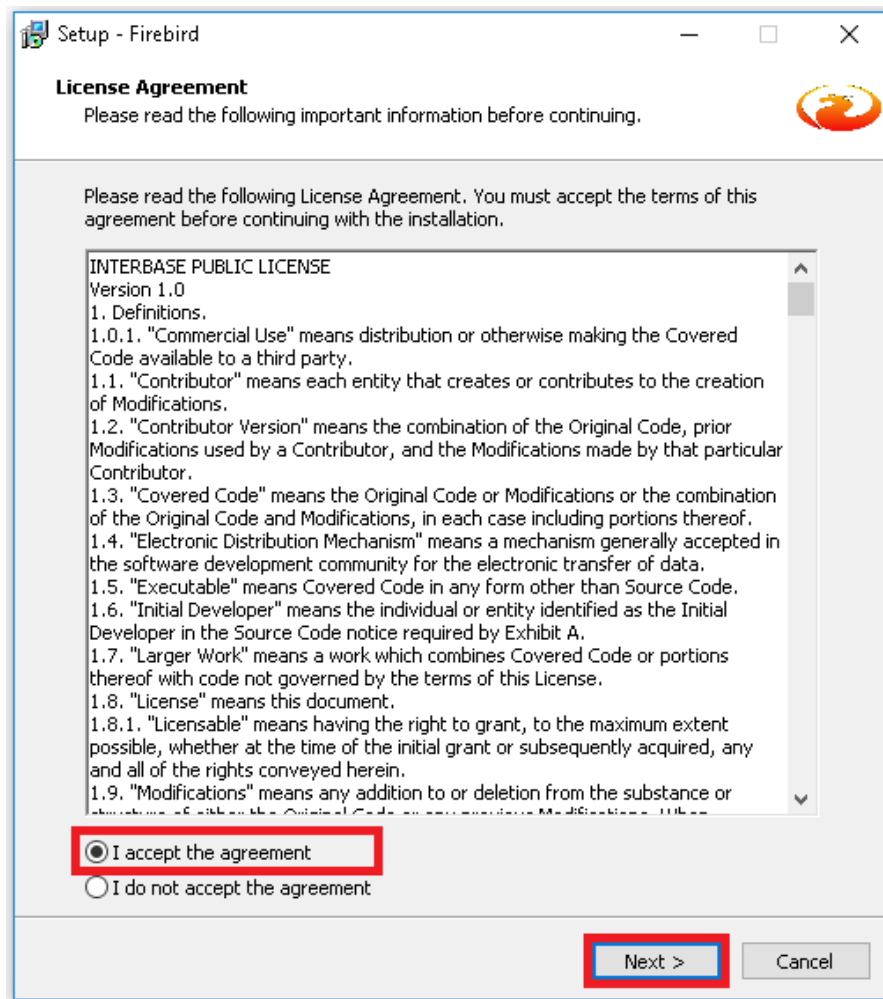 Setup - Firebird
License Agreement
Please read the following important information before continuing.
Please read the following License Agreement. You must accept the terms of this
agreement before continuing with the installation.
INTERBASE PUBLIC LICENSE
Version 1.0
1. Definitions.
1.0.1. "Commercial Use" means distribution or otherwise making the Covered
Code available to a third party.
1.1. "Contributor" means each entity that creates or contributes to the creation
of Modifications.
1.2. "Contributor Version" means the combination of the Original Code, prior
Modifications used by a Contributor, and the Modifications made by that particular
Contributor.
1.3. "Covered Code" means the Original Code or Modifications or the combination
of the Original Code and Modifications, in each case including portions thereof.
1.4. "Electronic Distribution Mechanism" means a mechanism generally accepted in
the software development community for the electronic transfer of data.
1.5. "Executable" means Covered Code in any form other than Source Code.
1.6. "Initial Developer" means the individual or entity identified as the Initial
Developer in the Source Code notice required by Exhibit A.
1.7. "Larger Work" means a work which combines Covered Code or portions
thereof with code not governed by the terms of this License.
1.8. "License" means this document.
1.8.1. "Licensable" means having the right to grant, to the maximum extent
possible, whether at the time of the initial grant or subsequently acquired, any
and all of the rights conveyed herein.
1.9. "Modifications" means any addition to or deletion from the substance or
structure of either the Original Code or any previous Modifications. When
I accept the agreement
I do not accept the agreement
Next >
Cancel